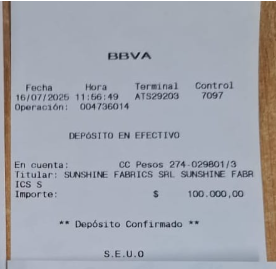 BBVA
Fecha Hora Terminal Control
16/07/2025 11:56:49 ATS29203 7097
Operación: 004736014
DEPÓSITO EN EFECTIVO
En cuenta: CC Pesos 274-029801/3
Titular: SUNSHINE FABRICS SRL SUNSHINE FABR
ICS S
Importe: $ 100.000,00
** Depósito Confirmado **
S.E.U.O